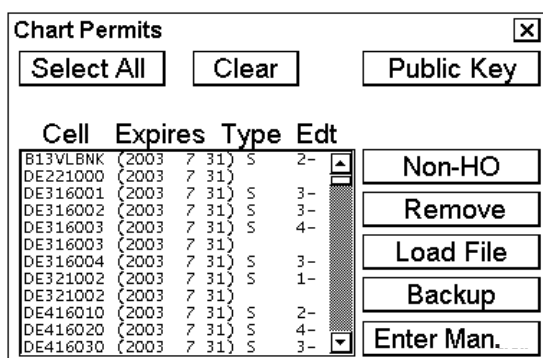 Chart Permits
Select All Clear Public Key
Cell Expires Type Edt
B13VLBNK (2003 7 31) S 2-
DE221000 (2003 7 31)
DE316001 (2003 7 31) S 3-
DE316002 (2003 7 31) S 3-
DE316003 (2003 7 31) S 4-
DE316003 (2003 7 31)
DE316004 (2003 7 31) S 3-
DE321002 (2003 7 31) S 1-
DE321002 (2003 7 31)
DE416010 (2003 7 31) S 2-
DE416020 (2003 7 31) S 4-
DE416030 (2003 7 31) S 3-
Non-HO
Remove
Load File
Backup
Enter Man....